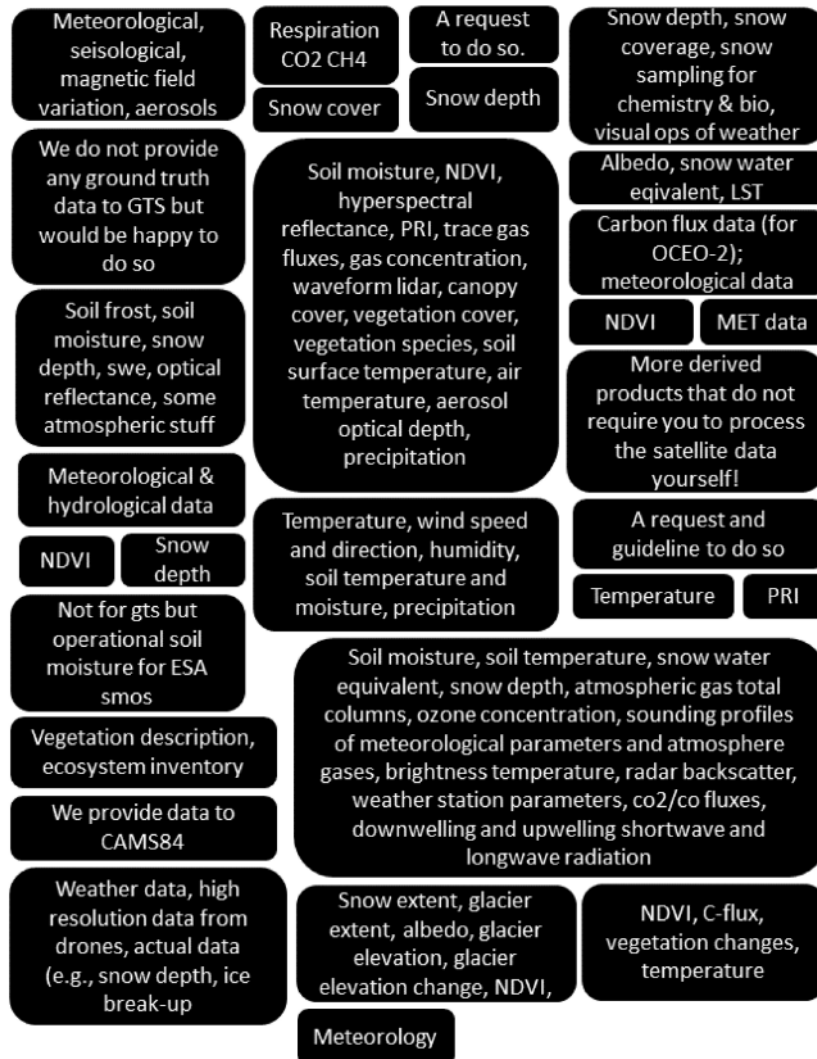 Meteorological,
seisological,
magnetic field
variation, aerosols
Respiration
CO2 CH4
A request
to do so.
Snow depth, snow
coverage, snow
sampling for
chemistry & bio,
visual ops of weather
Snow cover
Snow depth
We do not provide
any ground truth
data to GTS but
would be happy to
do so
Soil moisture, NDVI,
hyperspectral
reflectance, PRI, trace gas
fluxes, gas concentration,
waveform lidar, canopy
cover, vegetation cover,
vegetation species, soil
surface temperature, air
temperature, aerosol
optical depth,
precipitation
Albedo, snow water
eqivalent, LST
Carbon flux data (for
OCEO-2);
meteorological data
NDVI
MET data
Soil frost, soil
moisture, snow
depth, swe, optical
reflectance, some
atmospheric stuff
More derived
products that do not
require you to process
the satellite data
yourself!
Meteorological &
hydrological data
Temperature, wind speed
and direction, humidity,
soil temperature and
moisture, precipitation
A request and
guideline to do so
NDVI
Snow
depth
Temperature
PRI
Not for gts but
operational soil
moisture for ESA
smos
Soil moisture, soil temperature, snow water
equivalent, snow depth, atmospheric gas total
columns, ozone concentration, sounding profiles
of meteorological parameters and atmosphere
gases, brightness temperature, radar backscatter,
weather station parameters, co2/co fluxes,
downwelling and upwelling shortwave and
longwave radiation
Vegetation description,
ecosystem inventory
We provide data to
CAMS84
Weather data, high
resolution data from
drones, actual data
(e.g., snow depth, ice
break-up
Snow extent, glacier
extent, albedo, glacier
elevation, glacier
elevation change, NDVI,
NDVI, C-flux,
vegetation changes,
temperature
Meteorology